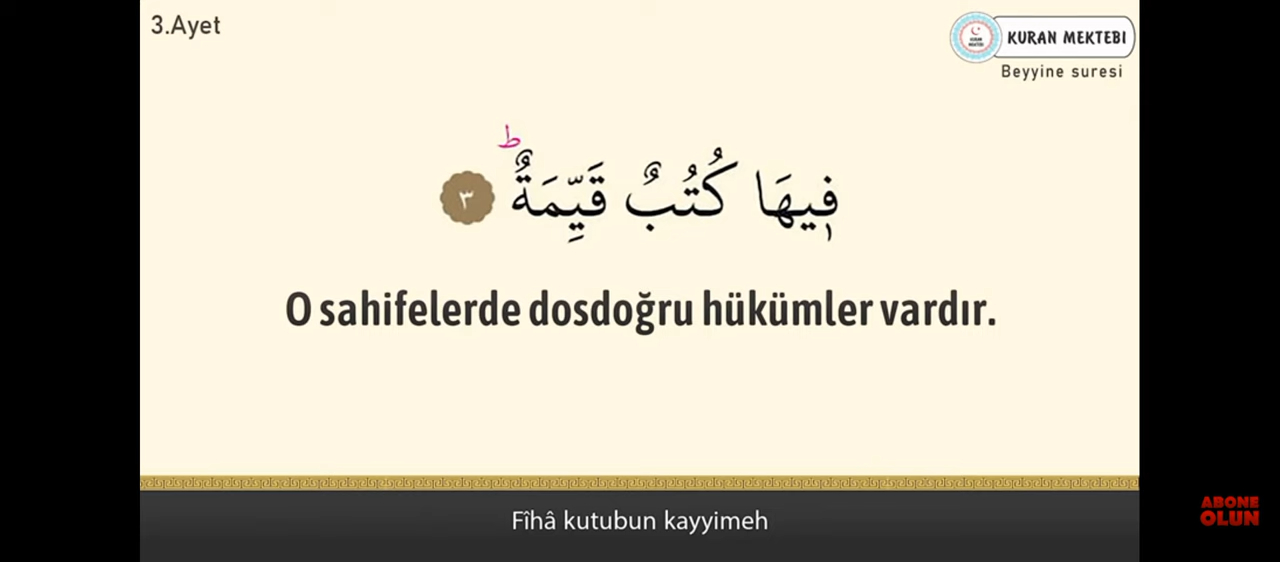 3.Ayet
KURAN MEKTEBI
Beyyine suresi
ط
فٖيهَا كُتُبٌ قَيِّمَةٌ ٣
O sahifelerde dosdoğru hükümler vardır.
Fîhâ kutubun kayyimeh
ABONE
OLUN